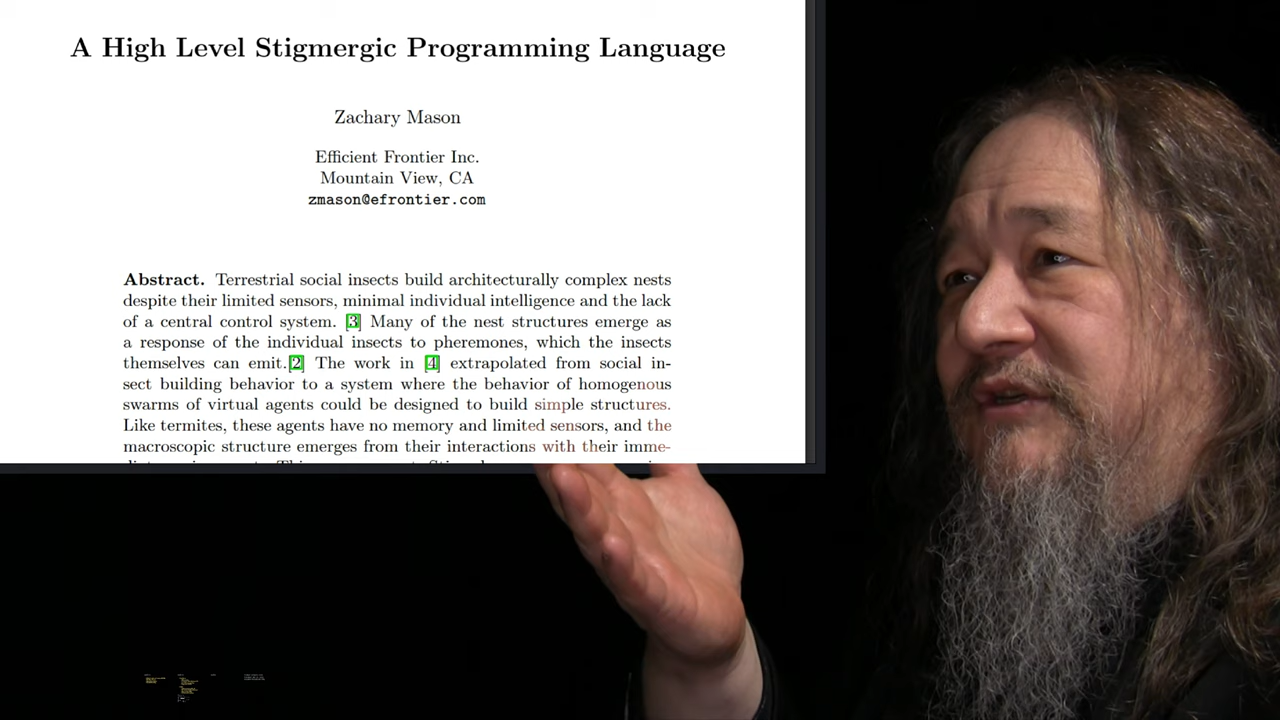 A High Level Stigmergic Programming Language
Zachary Mason
Efficient Frontier Inc.
Mountain View, CA
zmason@efrontier.com
Abstract. Terrestrial social insects build architecturally complex nests
despite their limited sensors, minimal individual intelligence and the lack
of a central control system. [3] Many of the nest structures emerge as
a response of the individual insects to pheremones, which the insects
themselves can emit.[2] The work in [4] extrapolated from social in-
sect building behavior to a system where the behavior of homogenous
swarms of virtual agents could be designed to build simple structures.
Like termites, these agents have no memory and limited sensors, and the
macroscopic structure emerges from their interactions with their imme-